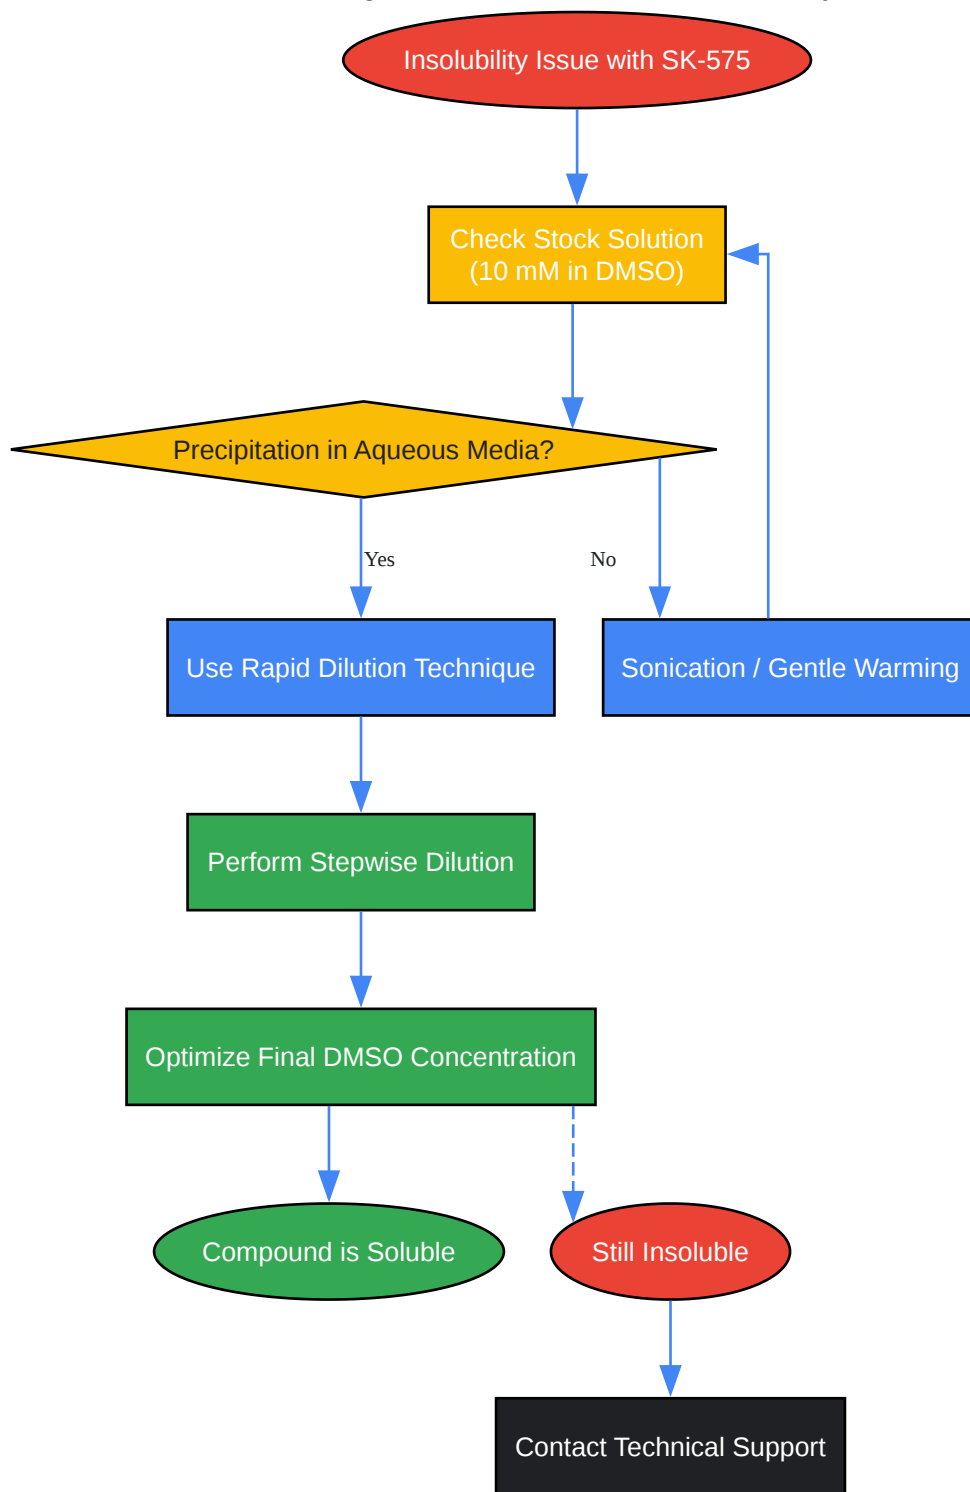 Insolubility Issue with SK-575
Check Stock Solution
(10 mM in DMSO)
Precipitation in Aqueous Media?
Yes
No
Use Rapid Dilution Technique
Sonication / Gentle Warming
Perform Stepwise Dilution
Optimize Final DMSO Concentration
Compound is Soluble
Still Insoluble
Contact Technical Support